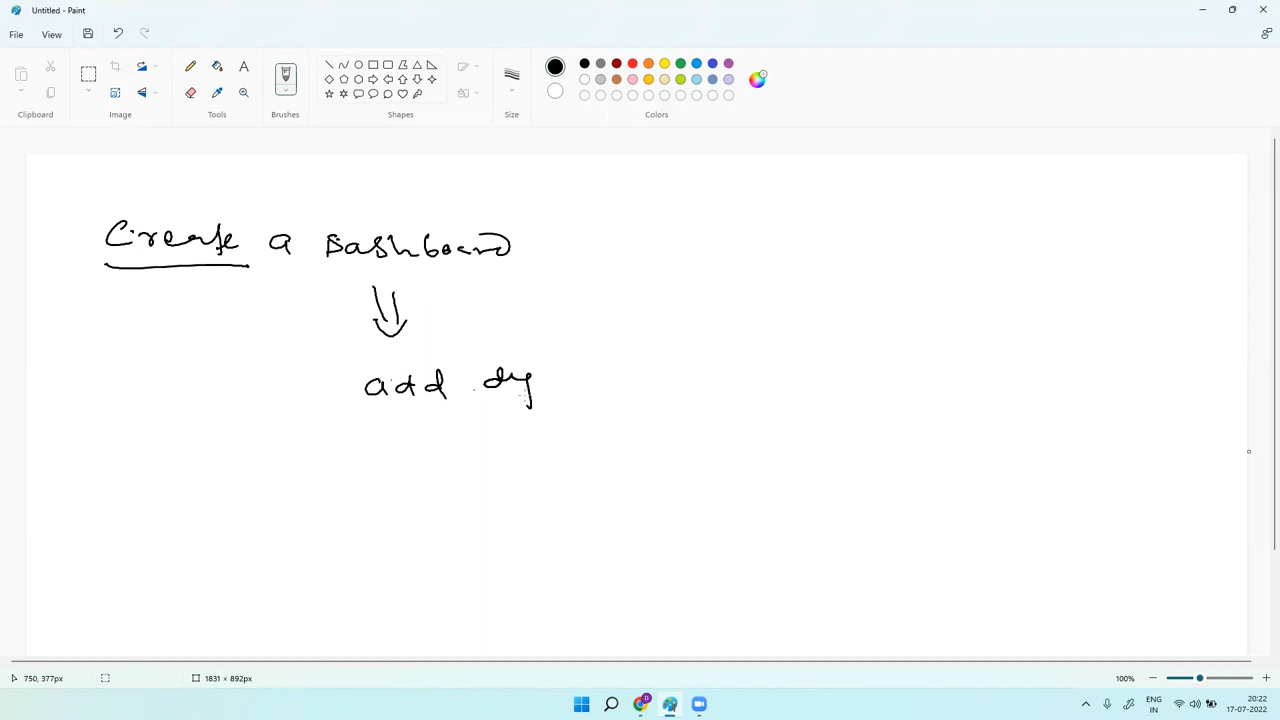 Untitled - Paint
File View
Clipboard Image Tools Brushes Shapes Size Colors
Create a Dashboard
add dy
750, 377px 1831 × 892px 100%
ENG 20:22
IN 17-07-2022